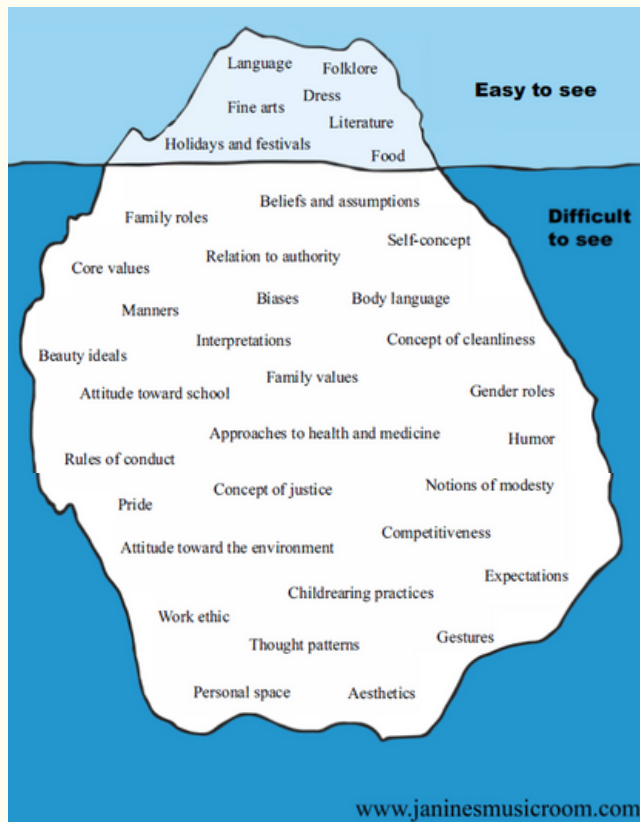 Language
Folklore
Easy to see
Dress
Fine arts
Literature
Holidays and festivals
Food
Beliefs and assumptions
Family roles
Difficult
to see
Self-concept
Relation to authority
Core values
Biases
Body language
Manners
Interpretations
Concept of cleanliness
Beauty ideals
Family values
Attitude toward school
Gender roles
Approaches to health and medicine
Humor
Rules of conduct
Concept of justice
Notions of modesty
Pride
Competitiveness
Attitude toward the environment
Expectations
Childrearing practices
Work ethic
Gestures
Thought patterns
Personal space
Aesthetics
www.janinesmusicroom.com